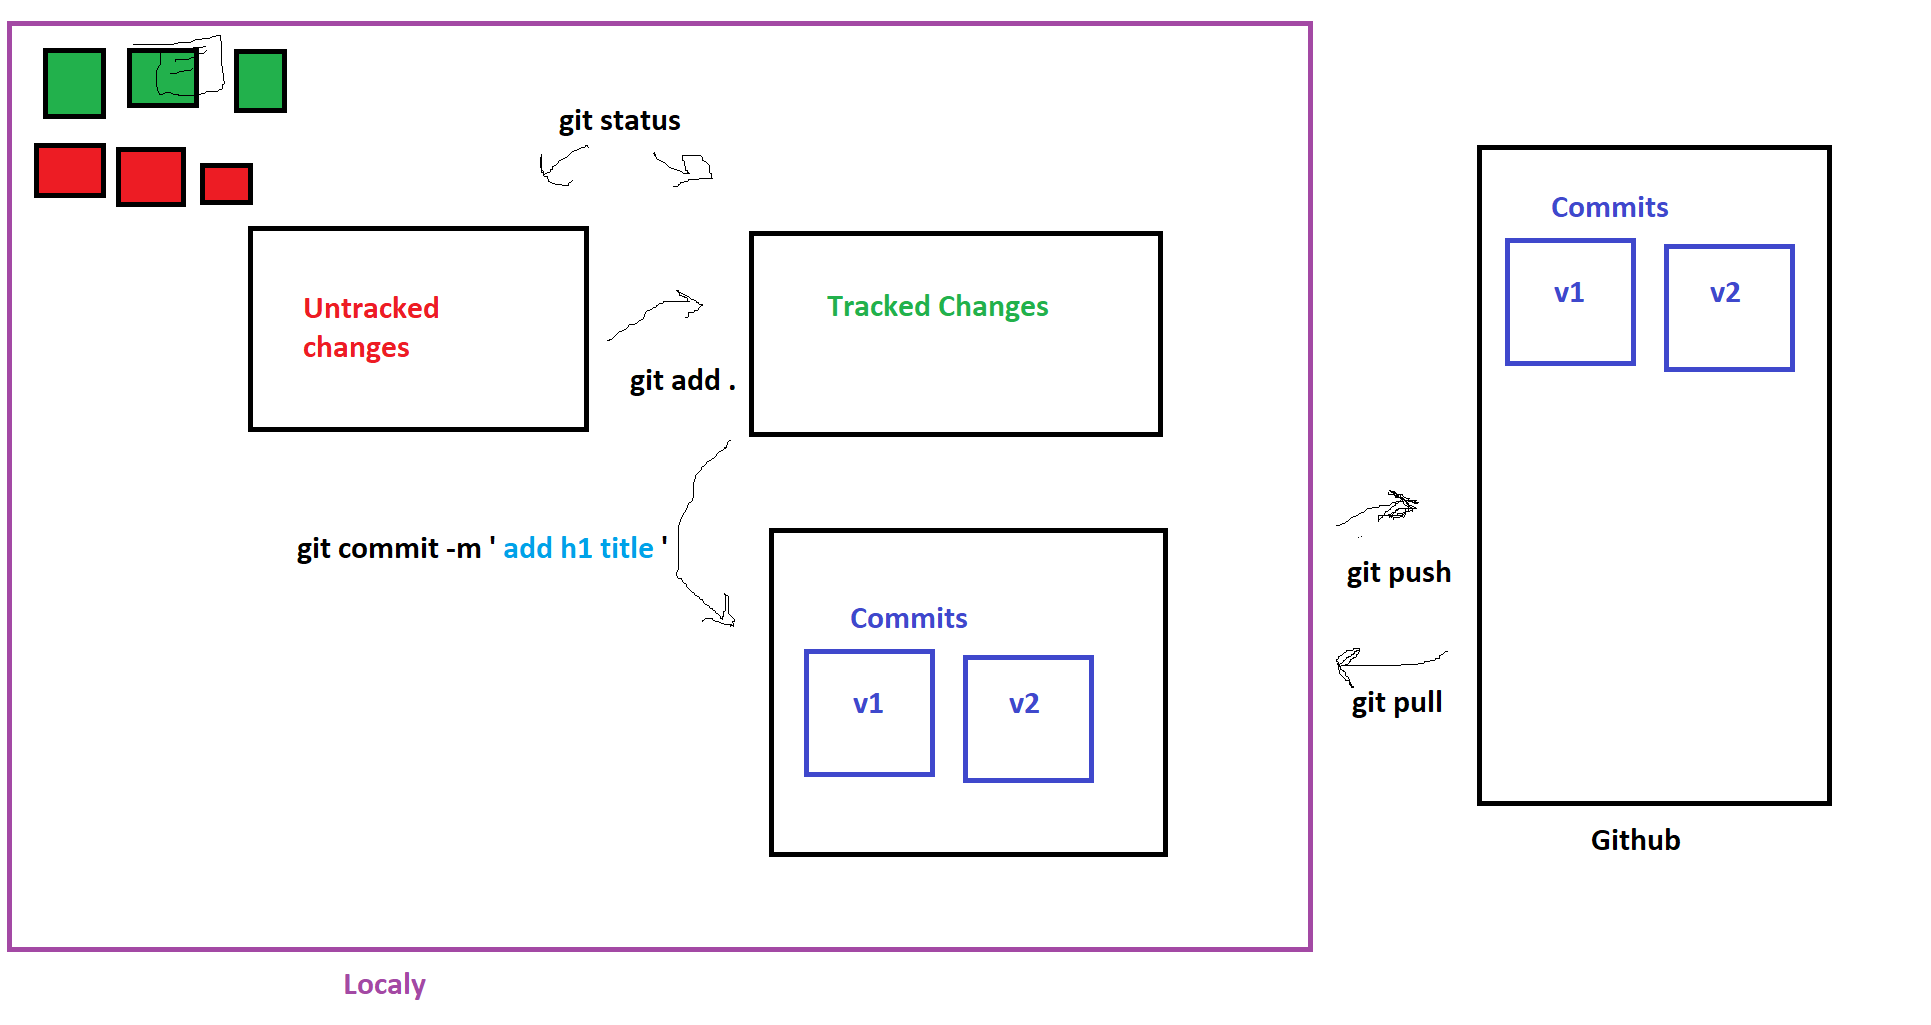 git status
Untracked
changes
git add .
Tracked Changes
git commit -m ' add h1 title '
Commits
v1
v2
git push
git pull
Commits
v1
v2
Github
Localy